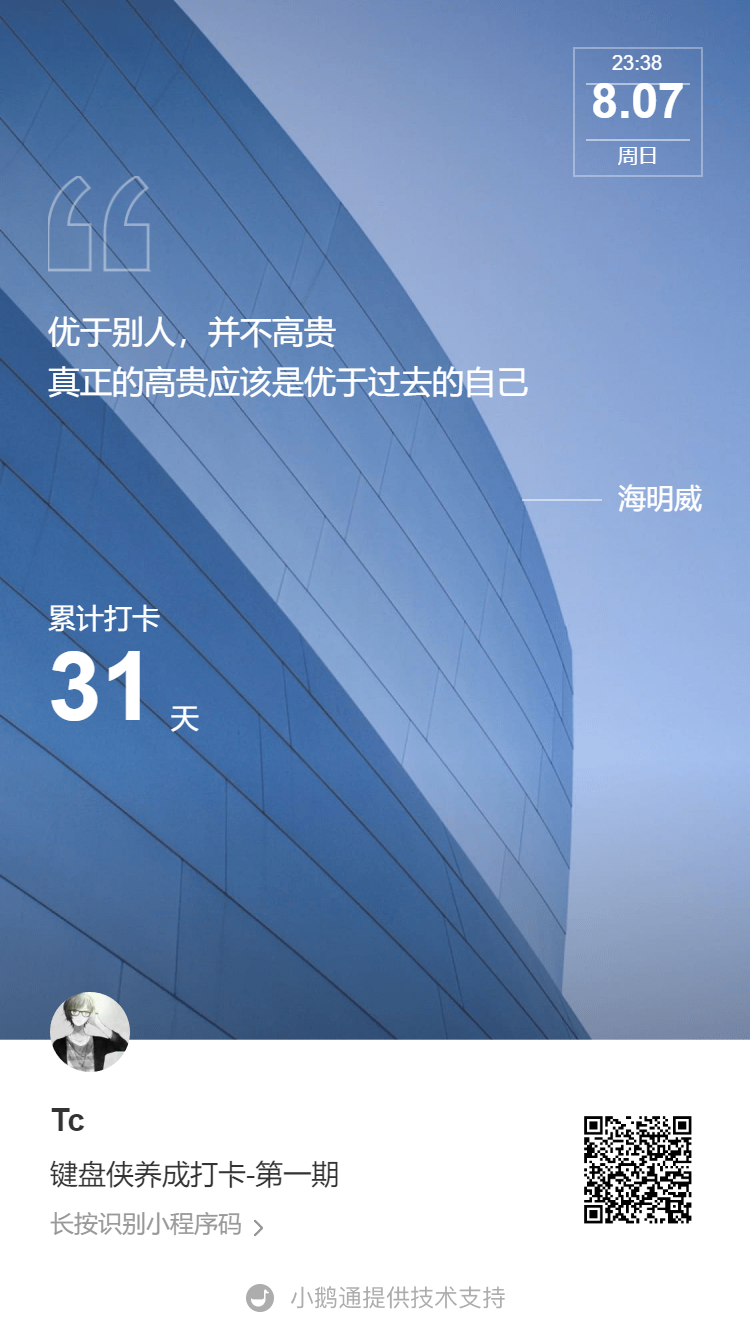 23:38
8.07
周日
优于别人，并不高贵
真正的高贵应该是优于过去的自己
海明威
累计打卡
31 天
Tc
键盘侠养成打卡-第一期
长按识别小程序码
小鹅通提供技术支持